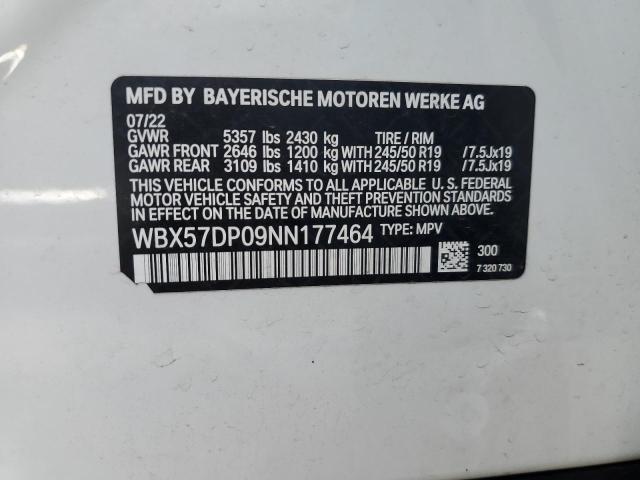 MFD BY BAYERISCHE MOTOREN WERKE AG
07/22
GVWR 5357 lbs 2430 kg TIRE / RIM
GAWR FRONT 2646 lbs 1200 kg WITH 245/50 R19 /7.5Jx19
GAWR REAR 3109 lbs 1410 kg WITH 245/50 R19 /7.5Jx19
THIS VEHICLE CONFORMS TO ALL APPLICABLE U. S. FEDERAL
MOTOR VEHICLE SAFETY AND THEFT PREVENTION STANDARDS
IN EFFECT ON THE DATE OF MANUFACTURE SHOWN ABOVE.
WBX57DP09NN177464 TYPE: MPV
300
7 320 730